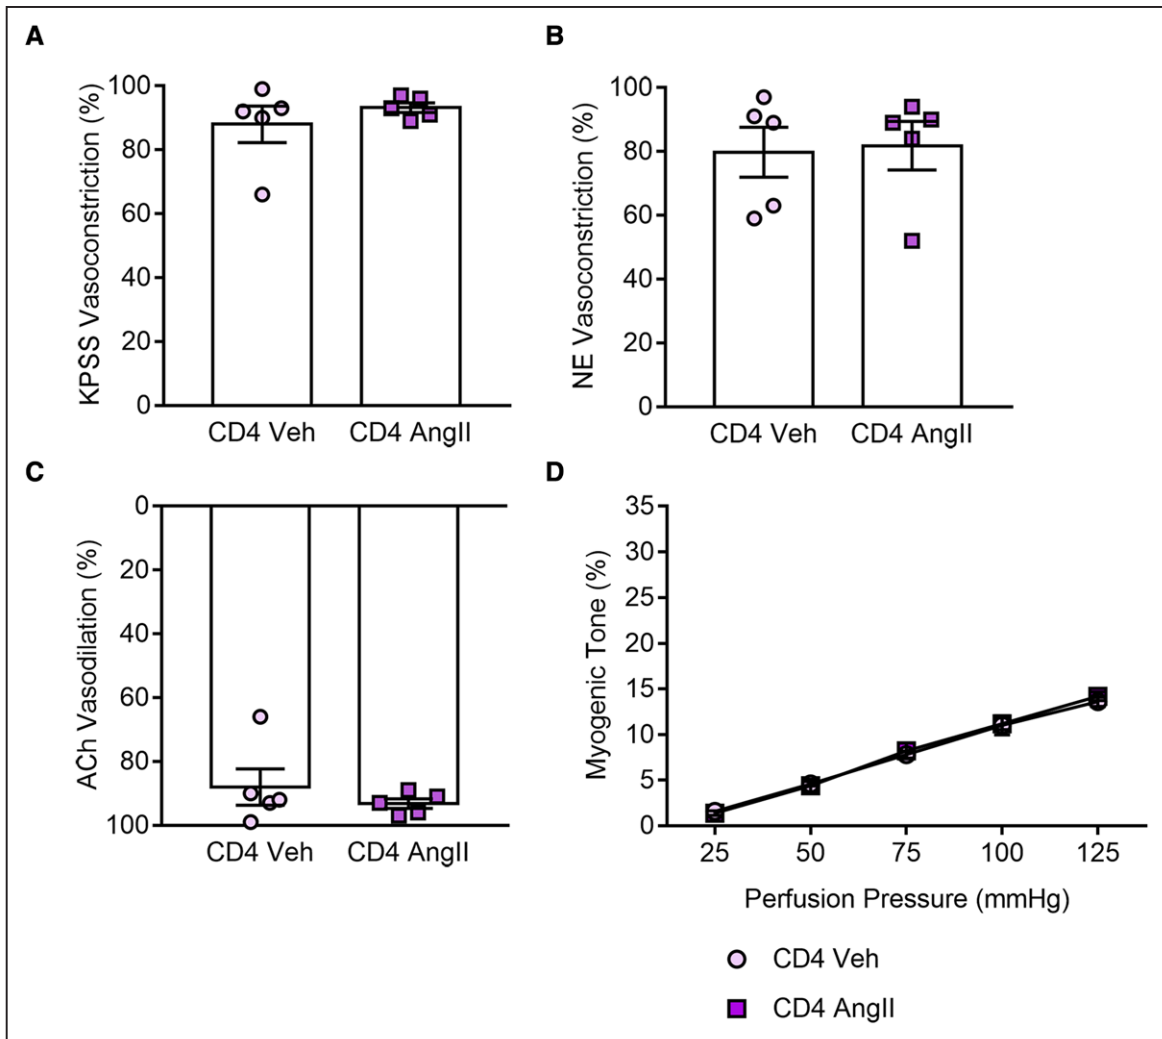 A
KPSS Vasoconstriction (%)
100
80
60
40
20
0
CD4 Veh CD4 AngII
B
NE Vasoconstriction (%)
100
80
60
40
20
0
CD4 Veh CD4 AngII
C
ACh Vasodilation (%)
0
20
40
60
80
100
CD4 Veh CD4 AngII
D
Myogenic Tone (%)
35
30
25
20
15
10
5
0
25 50 75 100 125
Perfusion Pressure (mmHg)
CD4 Veh
CD4 AngII